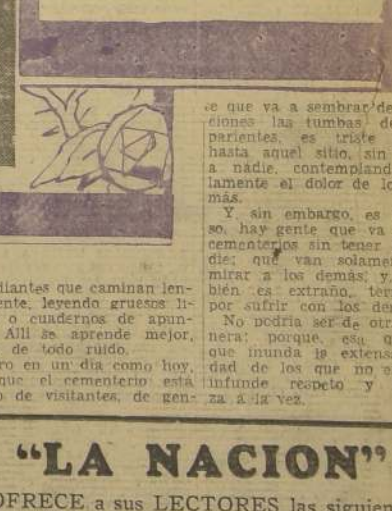 diantes que caminan len-
ente, leyendo gruesos li-
o cuadernos de apun-
Alli se aprende mejor,
de todo ruido.
ro en un dia como hoy,
que el cementerio está
o de visitantes, de gen-
e que va a sembrar de
ciones las tumbas de
parientes, es triste
hasta aquel sitio, sin
a nadie, contempland
lamente el dolor de lo
más.
Y, sin embargo, es
so, hay gente que va
cementerios sin tener
die; que van solamen
mirar a los demás; y,
bién es extraño, ter
por sufrir con los de
No podría ser de otr
nera; porque, esa q
que inunda la extens
dad de los que no e
infunde respeto y
za a la vez.
"LA NACION"
OFRECE a sus LECTORES las siguien